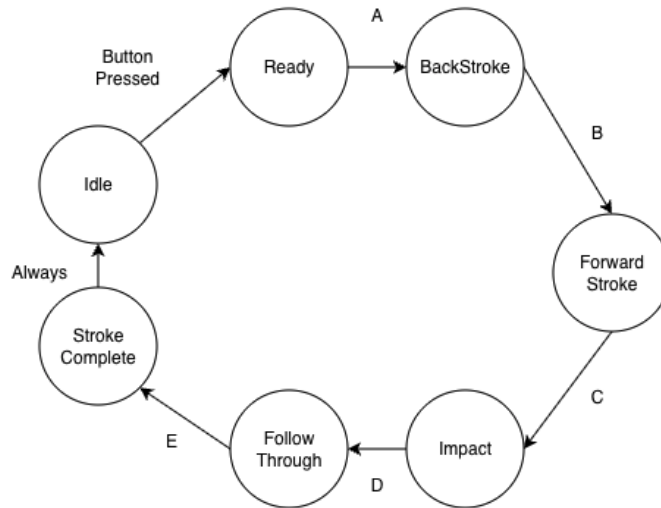 A
Button
Pressed
Ready
BackStroke
B
Idle
Always
Forward
Stroke
Stroke
Complete
C
E
Follow
Through
D
Impact